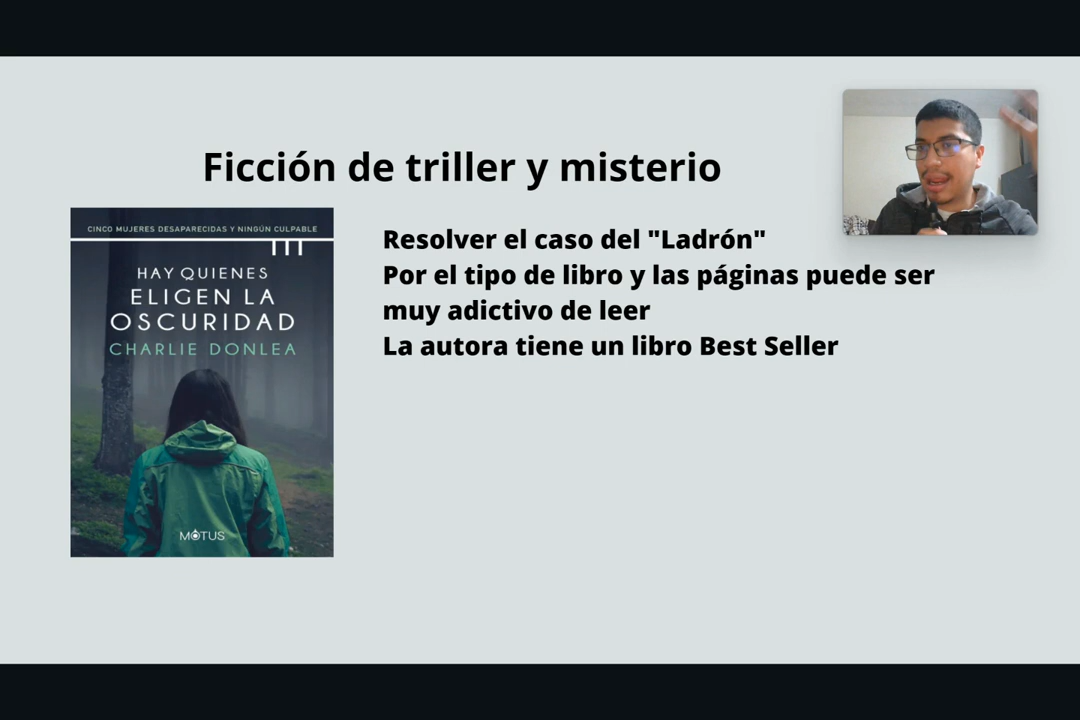 Ficción de triller y misterio
CINCO MUJERES DESAPARECIDAS Y NINGÚN CULPABLE
HAY QUIENES
ELIGEN LA
OSCURIDAD
CHARLIE DONLEA
MOTUS
Resolver el caso del "Ladrón"
Por el tipo de libro y las páginas puede ser
muy adictivo de leer
La autora tiene un libro Best Seller